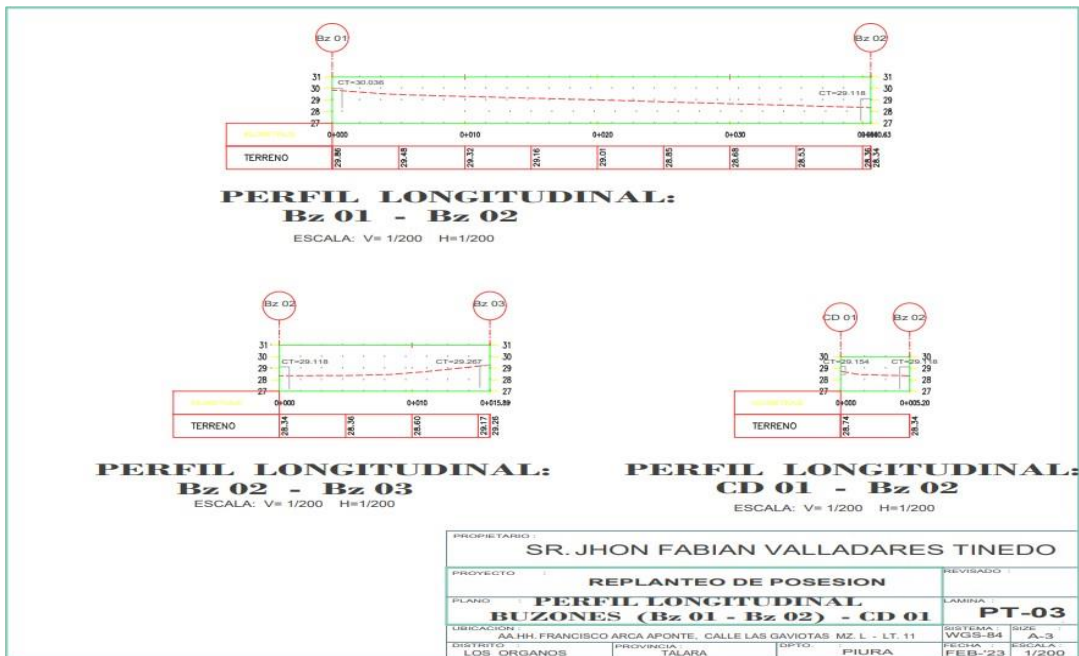 Bz 01 Bz 02
31 31
30 CT=30.036 30
29 CT=29.118 29
28 28
27 27
0+000 0+010 0+020 0+030
TERRENO 29.86 29.48 29.32 29.16 29.01 28.85 28.68 28.53 28.36 28.34
PERFIL LONGITUDINAL:
Bz 01 - Bz 02
ESCALA: V= 1/200 H=1/200
Bz 02 Bz 03
31 31
30 30
29 CT=29.118 CT=29.267 29
28 28
27 27
0+000 0+010 0+015.89
TERRENO 28.34 28.36 28.60 29.17 29.26
PERFIL LONGITUDINAL:
Bz 02 - Bz 03
ESCALA: V= 1/200 H=1/200
CD 01 Bz 02
30 30
29 CT=29.154 CT=29.118 29
28 28
27 27
0+000 0+005.20
TERRENO 28.74 28.34
PERFIL LONGITUDINAL:
CD 01 - Bz 02
ESCALA: V= 1/200 H=1/200
PROPIETARIO :
SR. JHON FABIAN VALLADARES TINEDO
PROYECTO : REPLANTEO DE POSESION
REVISADO :
PLANO : PERFIL LONGITUDINAL
BUZONES (Bz 01 - Bz 02) - CD 01
LAMINA : PT-03
UBICACIÓN :
AA.HH. FRANCISCO ARCA APONTE, CALLE LAS GAVIOTAS MZ. L - LT. 11
SISTEMA : WGS-84
SIZE : A-3
DISTRITO : LOS ORGANOS
PROVINCIA : TALARA
DPTO. : PIURA
FECHA : FEB-'23
ESCALA : 1/200